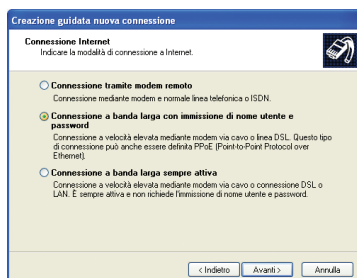 Creazione guidata nuova connessione
Connessione Internet
Indicare la modalità di connessione a Internet.
Connessione tramite modem remoto
Connessione mediante modem e normale linea telefonica o ISDN.
Connessione a banda larga con immissione di nome utente e
password
Connessione a velocità elevata mediante modem via cavo o linea DSL. Questo tipo
di connessione può anche essere definita PPoE (Point-to-Point Protocol over
Ethernet).
Connessione a banda larga sempre attiva
Connessione a velocità elevata mediante modem via cavo o connessione DSL o
LAN. È sempre attiva e non richiede l'immissione di nome utente e password.
< Indietro
Avanti >
Annulla